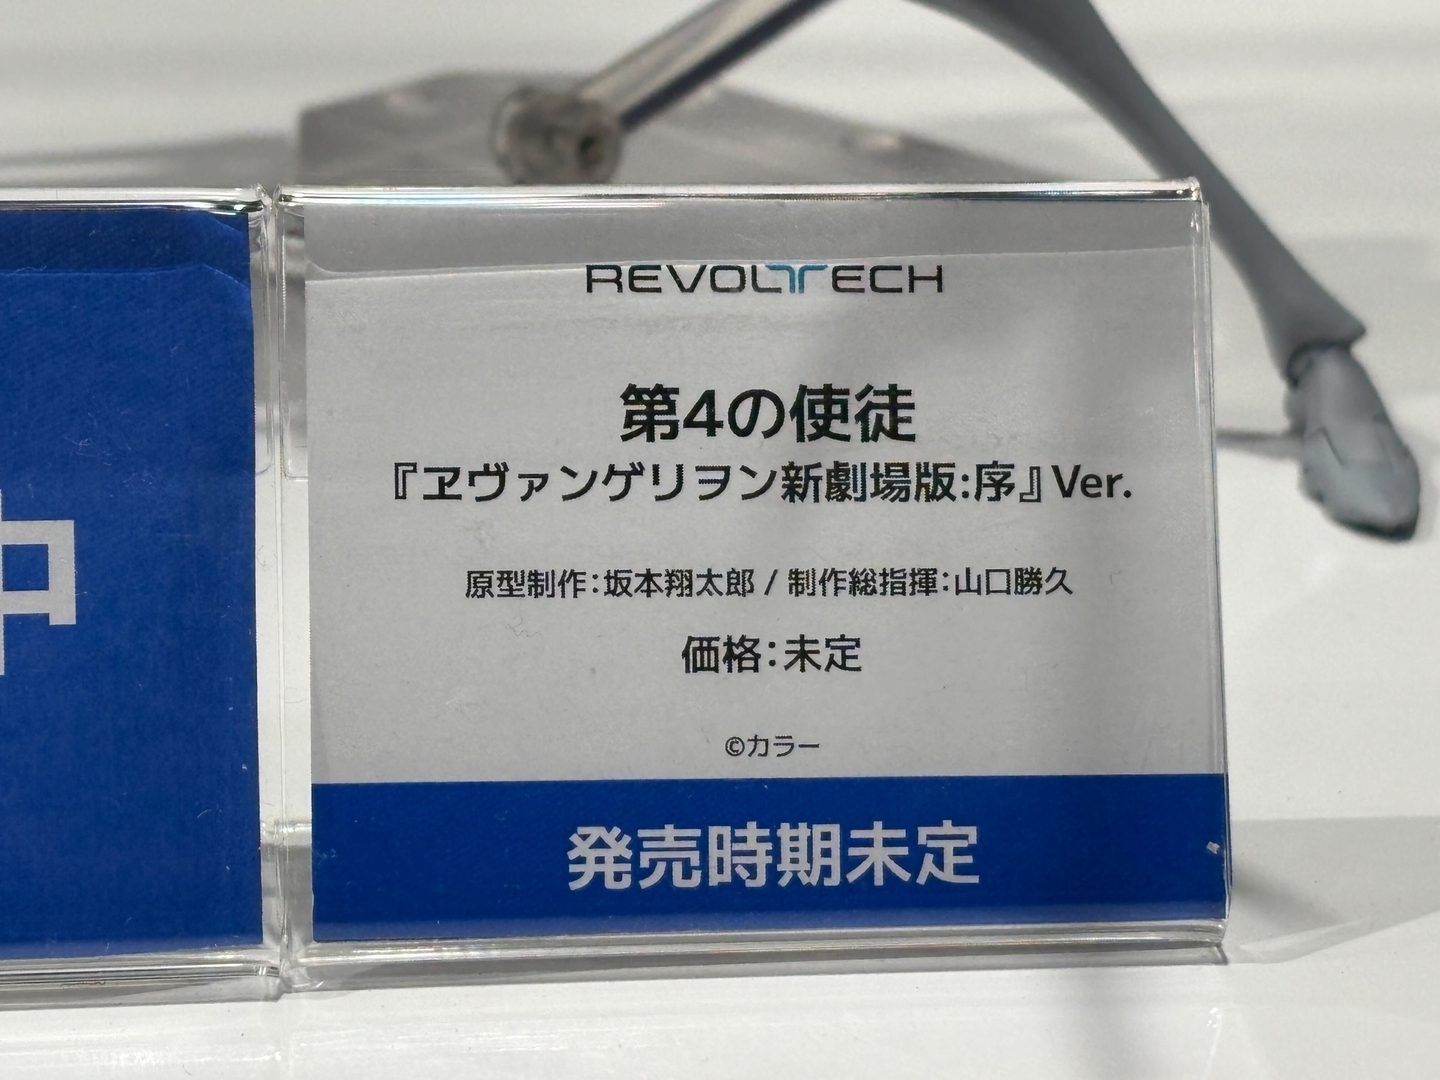 中
REVOLTECH
第4の使徒
『ヱヴァンゲリヲン新劇場版:序』Ver.
原型制作:坂本翔太郎 / 制作総指揮:山口勝久
価格:未定
©カラー
発売時期未定